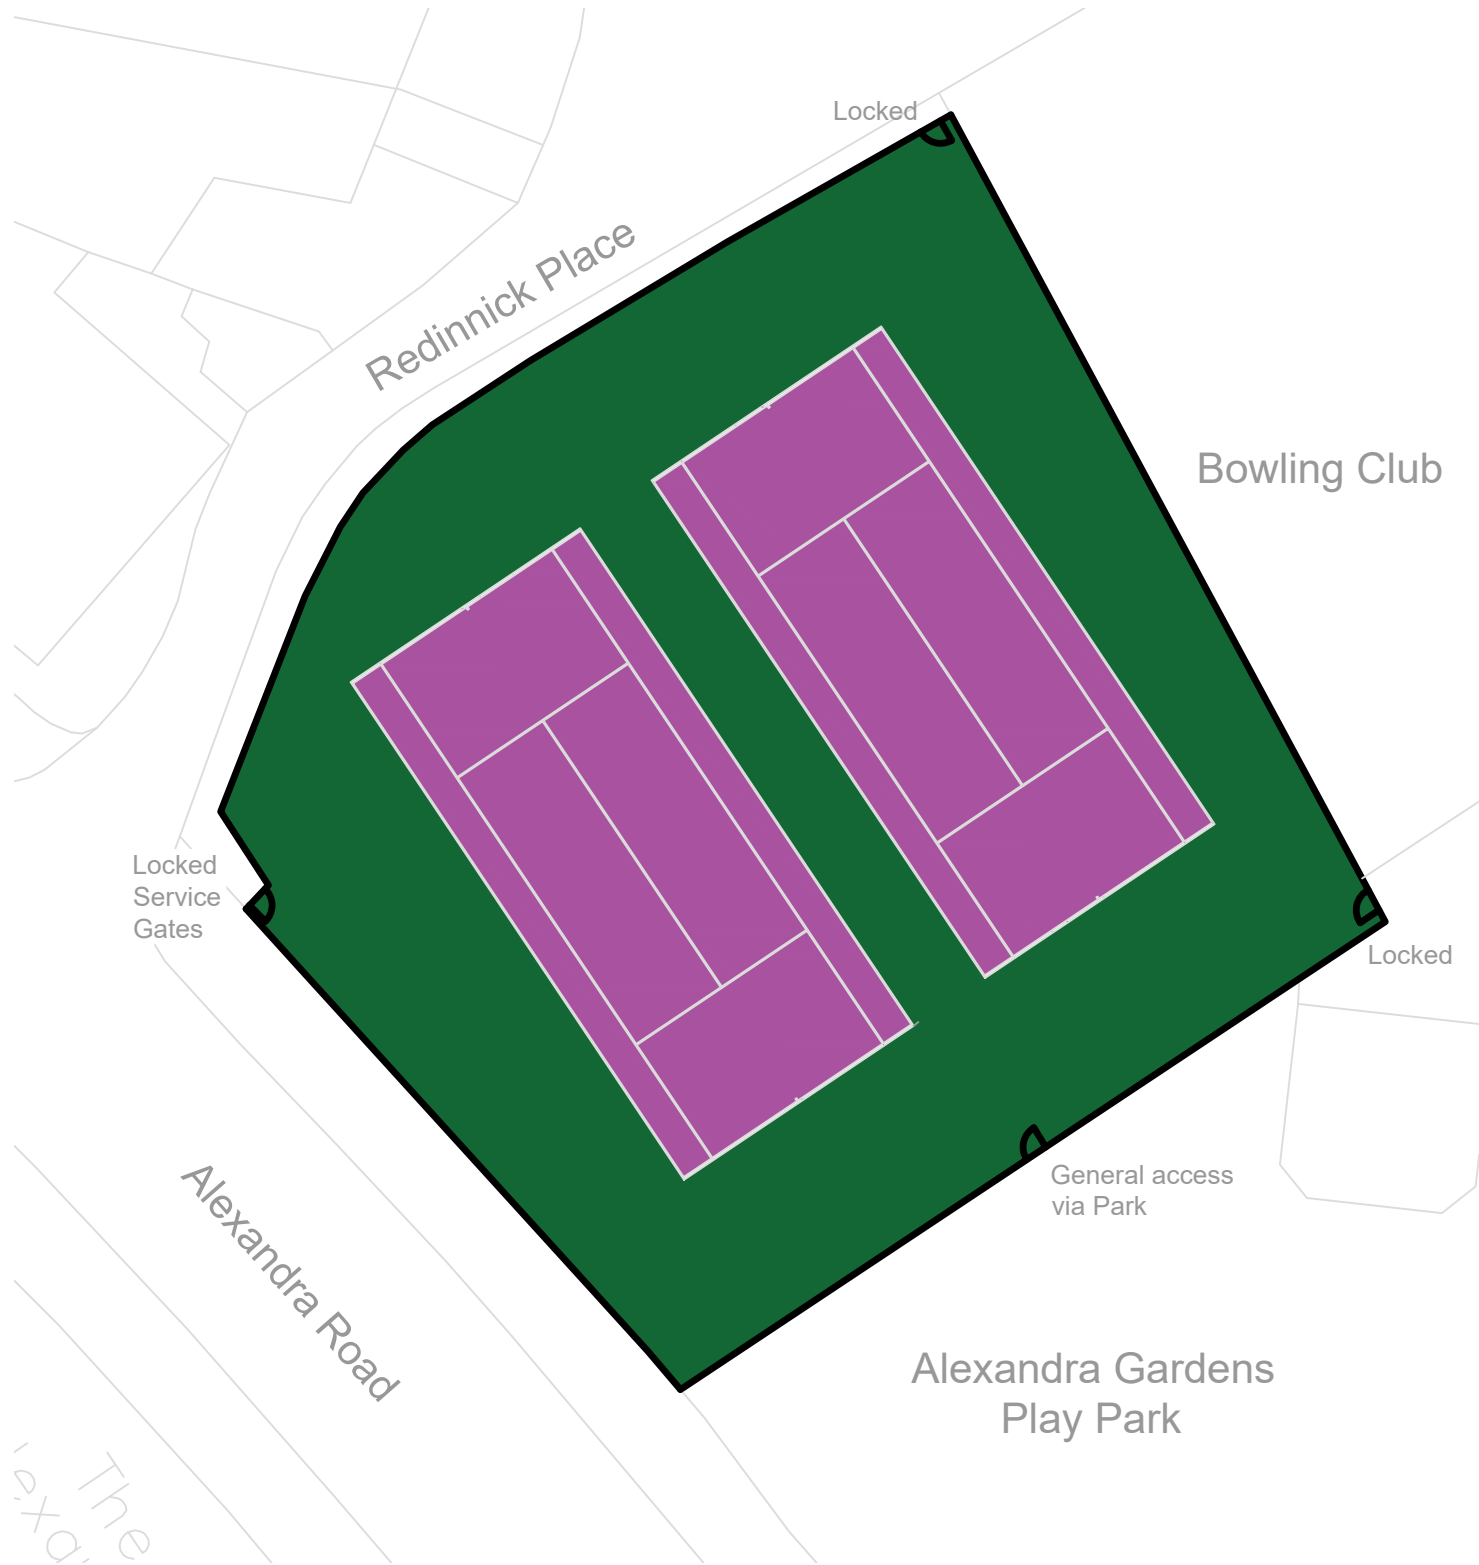 Locked
Redinnick Place
Bowling Club
Locked
Service
Gates
Locked
General access
via Park
Alexandra Road
Alexandra Gardens
Play Park
The